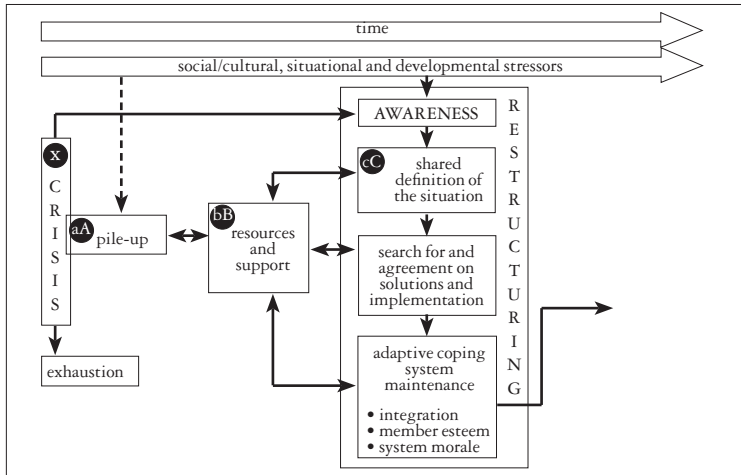 time
social/cultural, situational and developmental stressors
AWARENESS
x
CRISIS
aA
pile-up
bB
resources
and
support
cC
shared
definition of
the situation
search for and
agreement on
solutions and
implementation
adaptive coping
system
maintenance
• integration
• member esteem
• system morale
RESTRUCTURING
exhaustion